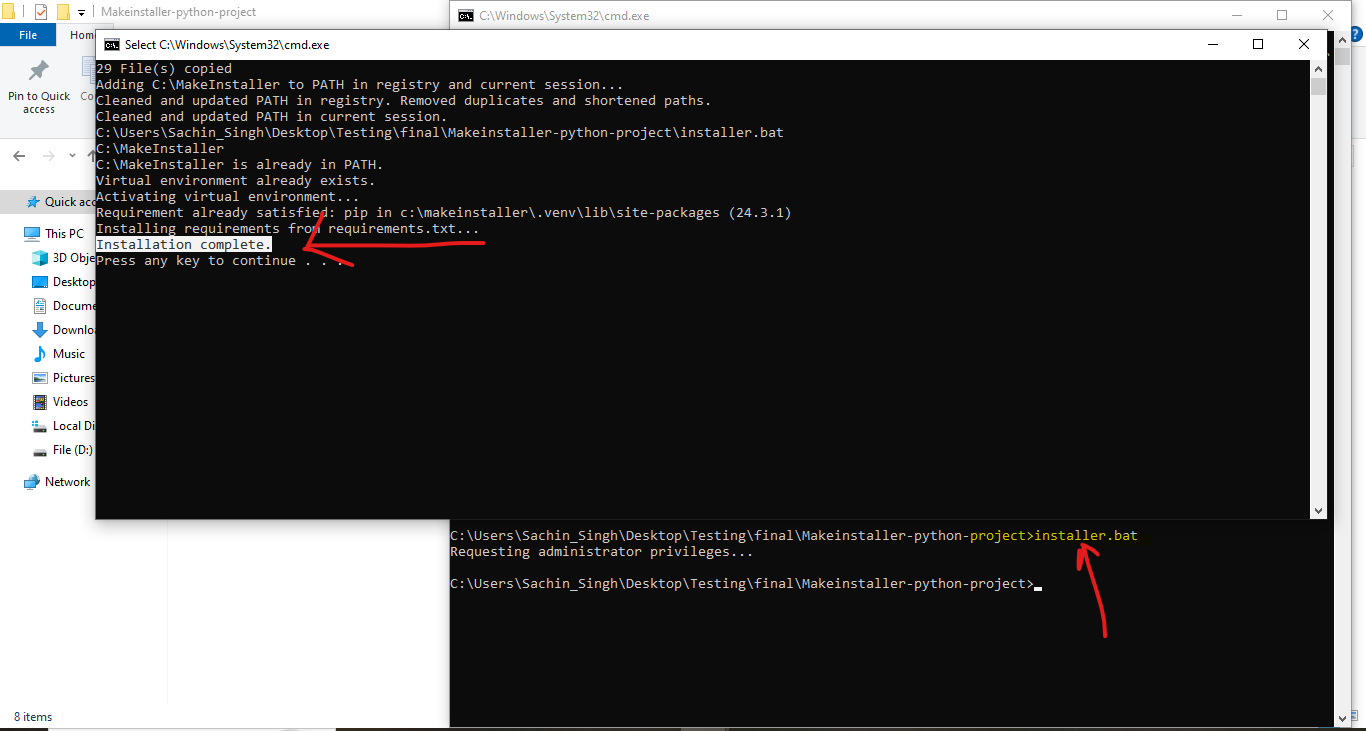 Makeinstaller-python-project
File
Home
Pin to Quick
access
C:\Windows\System32\cmd.exe
Select C:\Windows\System32\cmd.exe
29 File(s) copied
Adding C:\MakeInstaller to PATH in registry and current session...
Cleaned and updated PATH in registry. Removed duplicates and shortened paths.
Cleaned and updated PATH in current session.
C:\Users\Sachin_Singh\Desktop\Testing\final\Makeinstaller-python-project\installer.bat
C:\MakeInstaller
C:\MakeInstaller is already in PATH.
Virtual environment already exists.
Activating virtual environment...
Requirement already satisfied: pip in c:\makeinstaller\.venv\lib\site-packages (24.3.1)
Installing requirements from requirements.txt...
Installation complete.
Press any key to continue . . .
Quick acc
This PC
3D Obje
Desktop
Docume
Downlo
Music
Pictures
Videos
Local Di
File (D:)
Network
8 items
C:\Users\Sachin_Singh\Desktop\Testing\final\Makeinstaller-python-project>installer.bat
Requesting administrator privileges...
C:\Users\Sachin_Singh\Desktop\Testing\final\Makeinstaller-python-project>